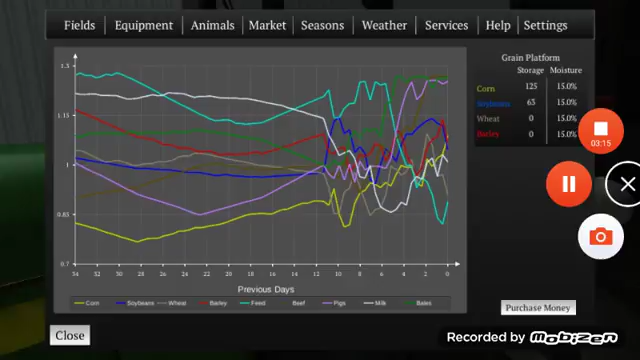 Fields Equipment Animals Market Seasons Weather Services Help Settings
Grain Platform
Storage Moisture
Corn 125 15.0%
Soybeans 63 15.0%
Wheat 0 15.0%
Barley 0 15.0%
03:15
1.3
1.15
1
0.85
0.7
34 32 30 28 26 24 22 20 18 16 14 12 10 8 6 4 2 0
Previous Days
Corn Soybeans Wheat Barley Feed Beef Pigs Milk Bales
Purchase Money
Close
Recorded by Mobizen